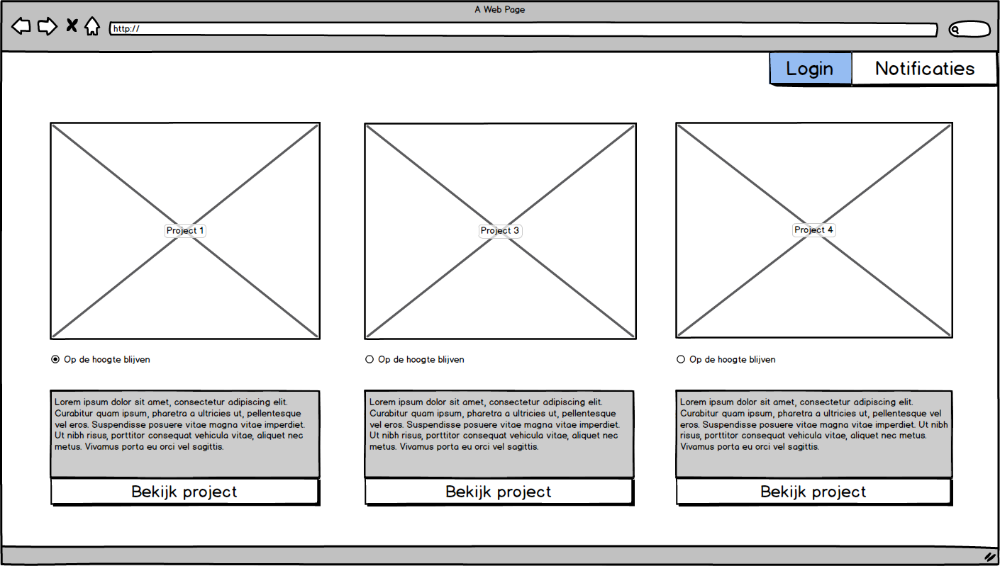 A Web Page
http://
Login
Notificaties
Project 1
Project 3
Project 4
Op de hoogte blijven
Op de hoogte blijven
Op de hoogte blijven
Lorem ipsum dolor sit amet, consectetur adipiscing elit.
Curabitur quam ipsum, pharetra a ultricies ut, pellentesque
vel eros. Suspendisse posuere vitae magna vitae imperdiet.
Ut nibh risus, porttitor consequat vehicula vitae, aliquet nec
metus. Vivamus porta eu orci vel sagittis.
Lorem ipsum dolor sit amet, consectetur adipiscing elit.
Curabitur quam ipsum, pharetra a ultricies ut, pellentesque
vel eros. Suspendisse posuere vitae magna vitae imperdiet.
Ut nibh risus, porttitor consequat vehicula vitae, aliquet nec
metus. Vivamus porta eu orci vel sagittis.
Lorem ipsum dolor sit amet, consectetur adipiscing elit.
Curabitur quam ipsum, pharetra a ultricies ut, pellentesque vel
eros. Suspendisse posuere vitae magna vitae imperdiet. Ut nibh
risus, porttitor consequat vehicula vitae, aliquet nec metus.
Vivamus porta eu orci vel sagittis.
Bekijk project
Bekijk project
Bekijk project